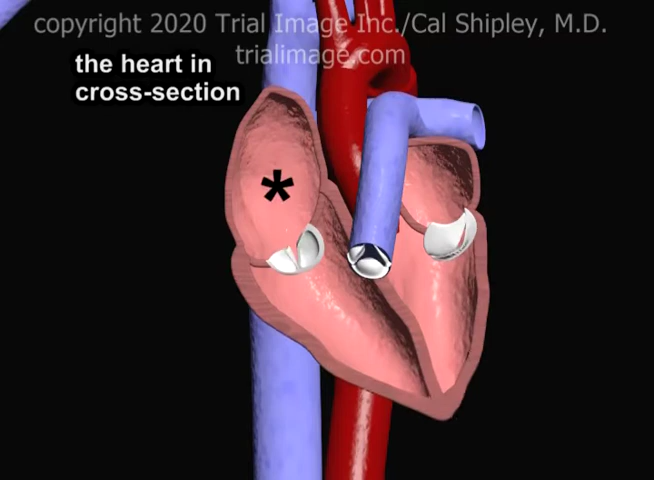 copyright 2020 Trial Image Inc./Cal Shipley, M.D.
trialimage.com
the heart in
cross-section
*